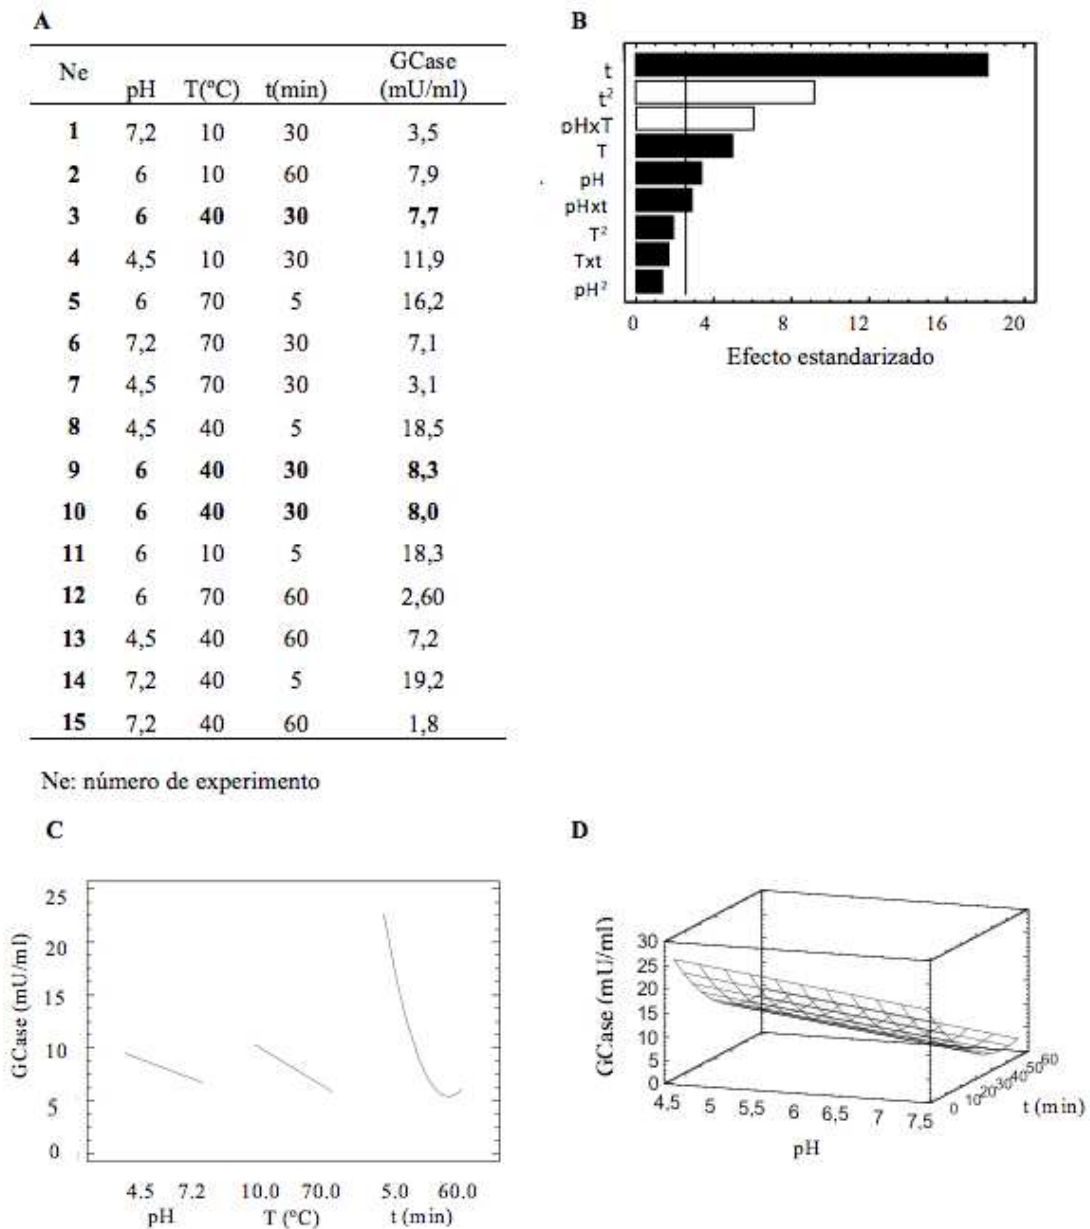 A
Ne pH T(ºC) t(min) GCase (mU/ml)
1 7,2 10 30 3,5
2 6 10 60 7,9
3 6 40 30 7,7
4 4,5 10 30 11,9
5 6 70 5 16,2
6 7,2 70 30 7,1
7 4,5 70 30 3,1
8 4,5 40 5 18,5
9 6 40 30 8,3
10 6 40 30 8,0
11 6 10 5 18,3
12 6 70 60 2,60
13 4,5 40 60 7,2
14 7,2 40 5 19,2
15 7,2 40 60 1,8
Ne: número de experimento
B
t
t²
pHxT
T
pH
pHxt
T²
Txt
pH²
0 4 8 12 16 20
Efecto estandarizado
C
GCase (mU/ml)
25
20
15
10
5
0
4.5 7.2 10.0 70.0 5.0 60.0
pH T (ºC) t (min)
D
GCase (mU/ml)
30
25
20
15
10
5
0
4,5 5 5,5 6 6,5 7 7,5
0 10 20 30 40 50 60
t (min)
pH